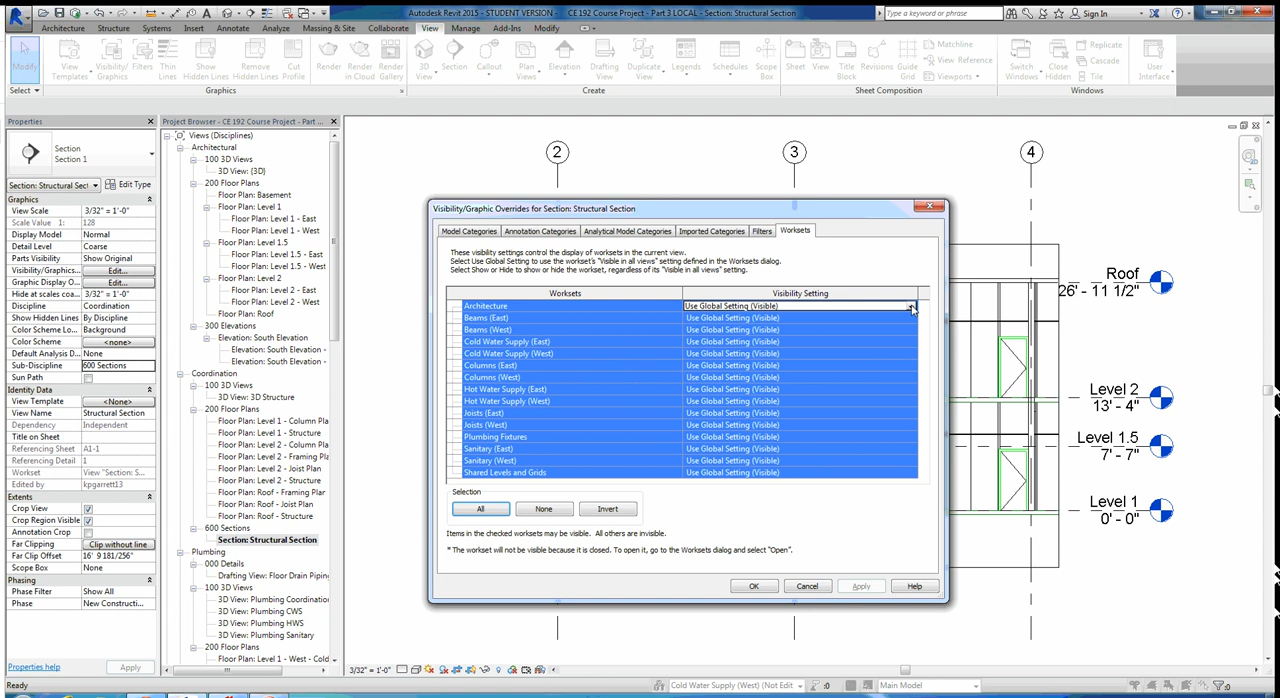 Autodesk Revit 2015 - STUDENT VERSION - CE 192 Course Project - Part 3 LOCAL - Section: Structural Section
Type a keyword or phrase
Sign In
Architecture Structure Systems Insert Annotate Analyze Massing & Site Collaborate View Manage Add-Ins Modify
Modify
View Templates
Visibility/ Graphics
Filters
Thin Lines
Show Hidden Lines
Remove Hidden Lines
Cut Profile
Render
Render in Cloud
Render Gallery
3D View
Section
Callout
Plan Views
Elevation
Drafting View
Duplicate View
Legends
Schedules
Scope Box
Sheet
View
Title Block
Revisions
Guide Grid
Matchline
View Reference
Viewports
Switch Windows
Close Hidden
Replicate
Cascade
Tile
User Interface
Select Graphics Create Sheet Composition Windows
Properties
Section
Section 1
Section: Structural Sect Edit Type
Graphics
View Scale 3/32" = 1'-0"
Scale Value 1: 128
Display Model Normal
Detail Level Coarse
Parts Visibility Show Original
Visibility/Graphics... Edit...
Graphic Display O... Edit...
Hide at scales coa... 3/32" = 1'-0"
Discipline Coordination
Show Hidden Lines By Discipline
Color Scheme Lo... Background
Color Scheme <none>
Default Analysis D... None
Sub-Discipline 600 Sections
Sun Path
Identity Data
View Template <None>
View Name Structural Section
Dependency Independent
Title on Sheet
Referencing Sheet A1-1
Referencing Detail 1
Workset View "Section: S...
Edited by kpgarrett13
Extents
Crop View
Crop Region Visible
Annotation Crop
Far Clipping Clip without line
Far Clip Offset 16' 9 181/256"
Scope Box None
Phasing
Phase Filter Show All
Phase New Constructi...
Properties help Apply
Project Browser - CE 192 Course Project - Part ...
Views (Disciplines)
Architectural
100 3D Views
3D View: {3D}
200 Floor Plans
Floor Plan: Basement
Floor Plan: Level 1
Floor Plan: Level 1 - East
Floor Plan: Level 1 - West
Floor Plan: Level 1.5
Floor Plan: Level 1.5 - East
Floor Plan: Level 1.5 - West
Floor Plan: Level 2
Floor Plan: Level 2 - East
Floor Plan: Level 2 - West
Floor Plan: Roof
300 Elevations
Elevation: South Elevation
Elevation: South Elevation -
Elevation: South Elevation -
Coordination
100 3D Views
3D View: 3D Structure
200 Floor Plans
Floor Plan: Level 1 - Column Pla
Floor Plan: Level 1 - Structure
Floor Plan: Level 2 - Framing Pl
Floor Plan: Level 2 - Joist Plan
Floor Plan: Level 2 - Structure
Floor Plan: Roof - Framing Plar
Floor Plan: Roof - Joist Plan
Floor Plan: Roof - Structure
600 Sections
Section: Structural Section
Plumbing
000 Details
Drafting View: Floor Drain Piping
100 3D Views
3D View: Plumbing Coordination
3D View: Plumbing CWS
3D View: Plumbing HWS
3D View: Plumbing Sanitary
200 Floor Plans
Floor Plan: Level 1 - West - Cold
2 3 4
Visibility/Graphic Overrides for Section: Structural Section
Model Categories Annotation Categories Analytical Model Categories Imported Categories Filters Worksets
These visibility settings control the display of worksets in the current view.
Select Use Global Setting to use the workset's "Visible in all views" setting defined in the Worksets dialog.
Select Show or Hide to show or hide the workset, regardless of its "Visible in all views" setting.
Worksets Visibility Setting
Architecture Use Global Setting (Visible)
Beams (East) Use Global Setting (Visible)
Beams (West) Use Global Setting (Visible)
Cold Water Supply (East) Use Global Setting (Visible)
Cold Water Supply (West) Use Global Setting (Visible)
Columns (East) Use Global Setting (Visible)
Columns (West) Use Global Setting (Visible)
Hot Water Supply (East) Use Global Setting (Visible)
Hot Water Supply (West) Use Global Setting (Visible)
Joists (East) Use Global Setting (Visible)
Joists (West) Use Global Setting (Visible)
Plumbing Fixtures Use Global Setting (Visible)
Sanitary (East) Use Global Setting (Visible)
Sanitary (West) Use Global Setting (Visible)
Shared Levels and Grids Use Global Setting (Visible)
Selection
All None Invert
Items in the checked worksets may be visible. All others are invisible.
* The workset will not be visible because it is closed. To open it, go to the Worksets dialog and select "Open".
OK Cancel Apply Help
Roof
26' - 11 1/2"
Level 2
13' - 4"
Level 1.5
7' - 7"
Level 1
0' - 0"
3/32" = 1'-0"
Ready Cold Water Supply (West) (Not Edit :0 Main Model :0